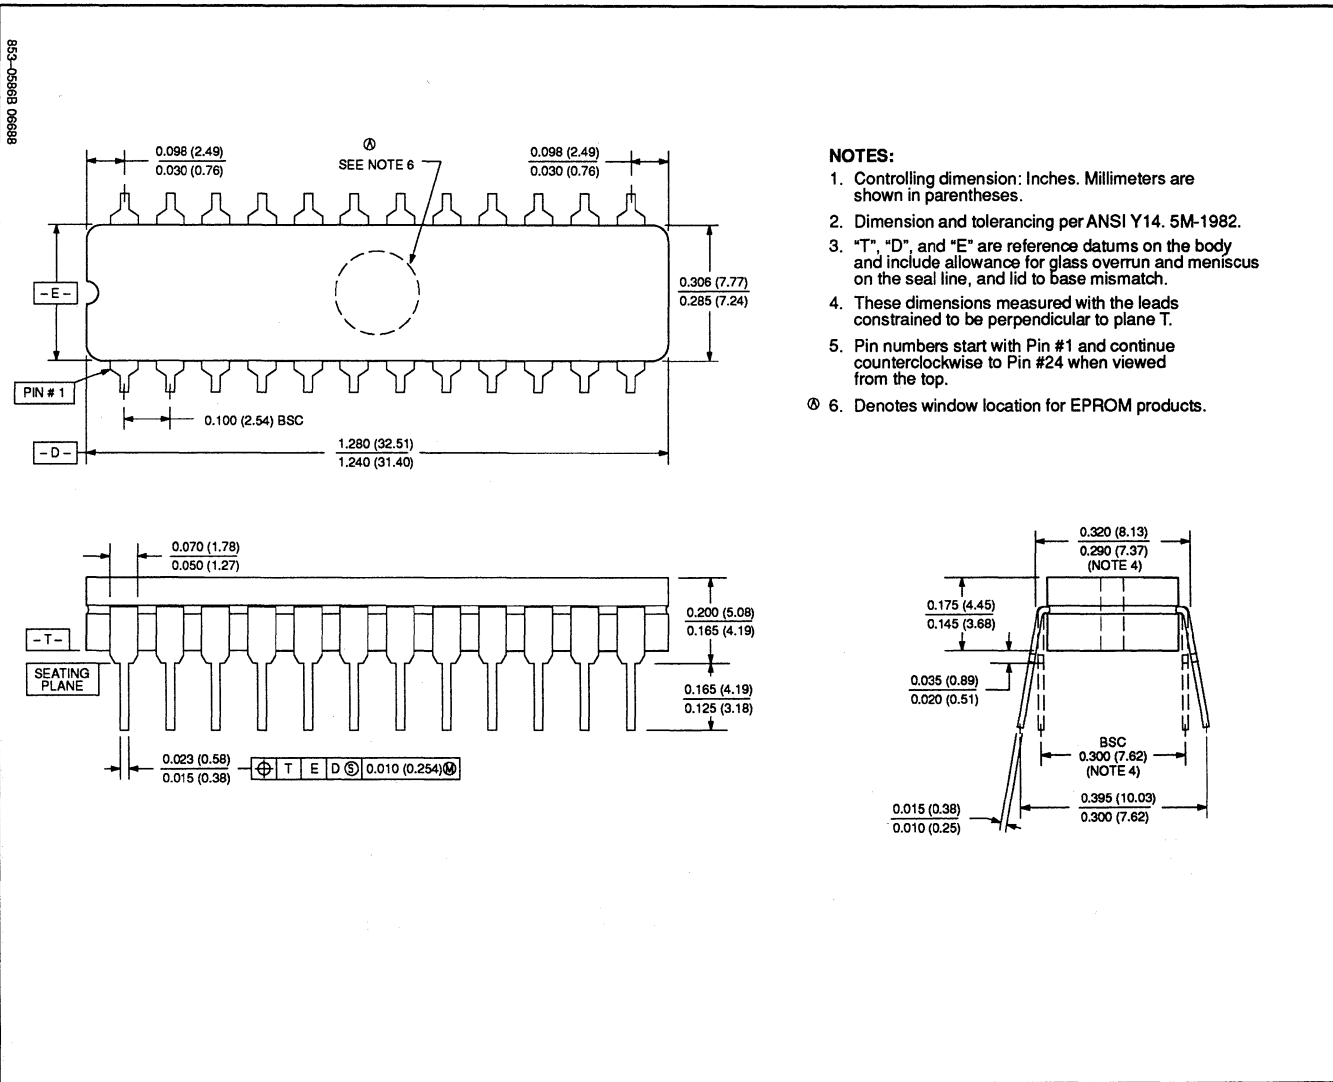 853–0586B 06688
0.098 (2.49)
0.030 (0.76)
Ⓐ
SEE NOTE 6
0.098 (2.49)
0.030 (0.76)
– E –
0.306 (7.77)
0.285 (7.24)
PIN # 1
0.100 (2.54) BSC
– D –
1.280 (32.51)
1.240 (31.40)
NOTES:
1. Controlling dimension: Inches. Millimeters are
shown in parentheses.
2. Dimension and tolerancing per ANSI Y14. 5M-1982.
3. "T", "D", and "E" are reference datums on the body
and include allowance for glass overrun and meniscus
on the seal line, and lid to base mismatch.
4. These dimensions measured with the leads
constrained to be perpendicular to plane T.
5. Pin numbers start with Pin #1 and continue
counterclockwise to Pin #24 when viewed
from the top.
Ⓐ 6. Denotes window location for EPROM products.
0.070 (1.78)
0.050 (1.27)
0.200 (5.08)
0.165 (4.19)
– T –
SEATING
PLANE
0.165 (4.19)
0.125 (3.18)
0.023 (0.58)
0.015 (0.38)
⌖ T E D Ⓢ 0.010 (0.254) Ⓜ
0.320 (8.13)
0.290 (7.37)
(NOTE 4)
0.175 (4.45)
0.145 (3.68)
0.035 (0.89)
0.020 (0.51)
BSC
0.300 (7.62)
(NOTE 4)
0.395 (10.03)
0.300 (7.62)
0.015 (0.38)
0.010 (0.25)